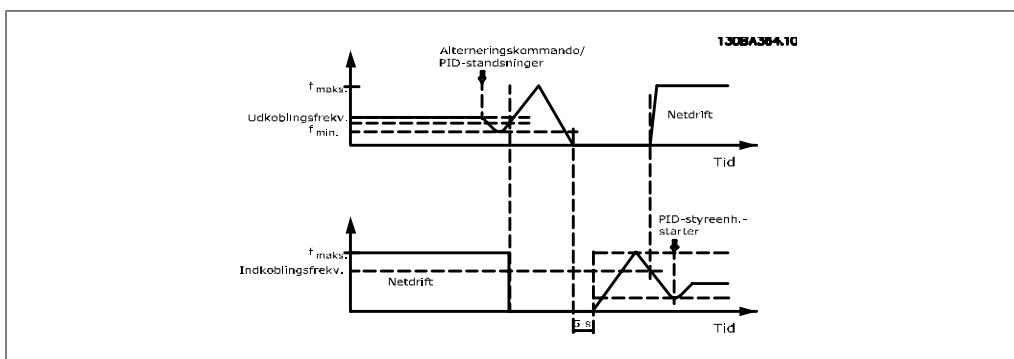 130BA364.10
Alterneringskommando/
PID-standsninger
f maks.
Udkoblingsfrekv.
f min.
Netdrift
Tid
PID-styreenh.-
starter
f maks.
Indkoblingsfrekv.
Netdrift
5 s
Tid